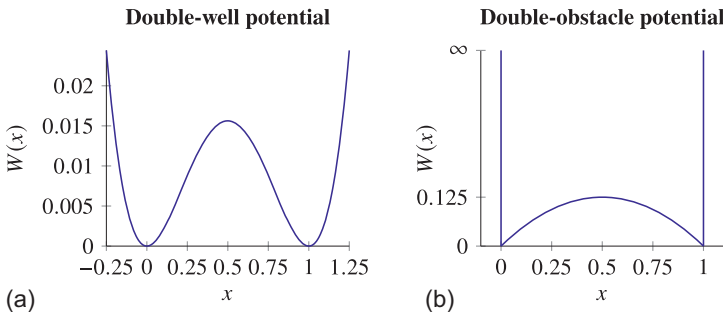 Double-well potential
0.02
0.015
0.01
0.005
0
W(x)
−0.25 0 0.25 0.5 0.75 1 1.25
x
(a)
Double-obstacle potential
∞
0.125
0
W(x)
0 0.25 0.5 0.75 1
x
(b)